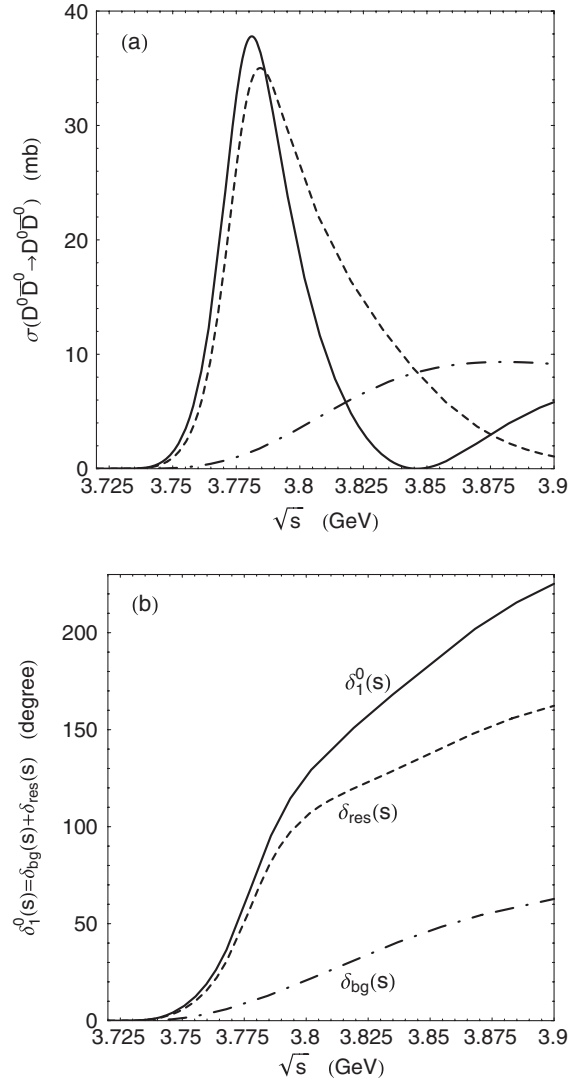 (a)
σ(D⁰D̅⁰→D⁰D̅⁰) (mb)
40
30
20
10
0
3.725 3.75 3.775 3.8 3.825 3.85 3.875 3.9
√s (GeV)
(b)
δ₁⁰(s)=δbg(s)+δres(s) (degree)
200
150
100
50
0
δ₁⁰(s)
δres(s)
δbg(s)
3.725 3.75 3.775 3.8 3.825 3.85 3.875 3.9
√s (GeV)